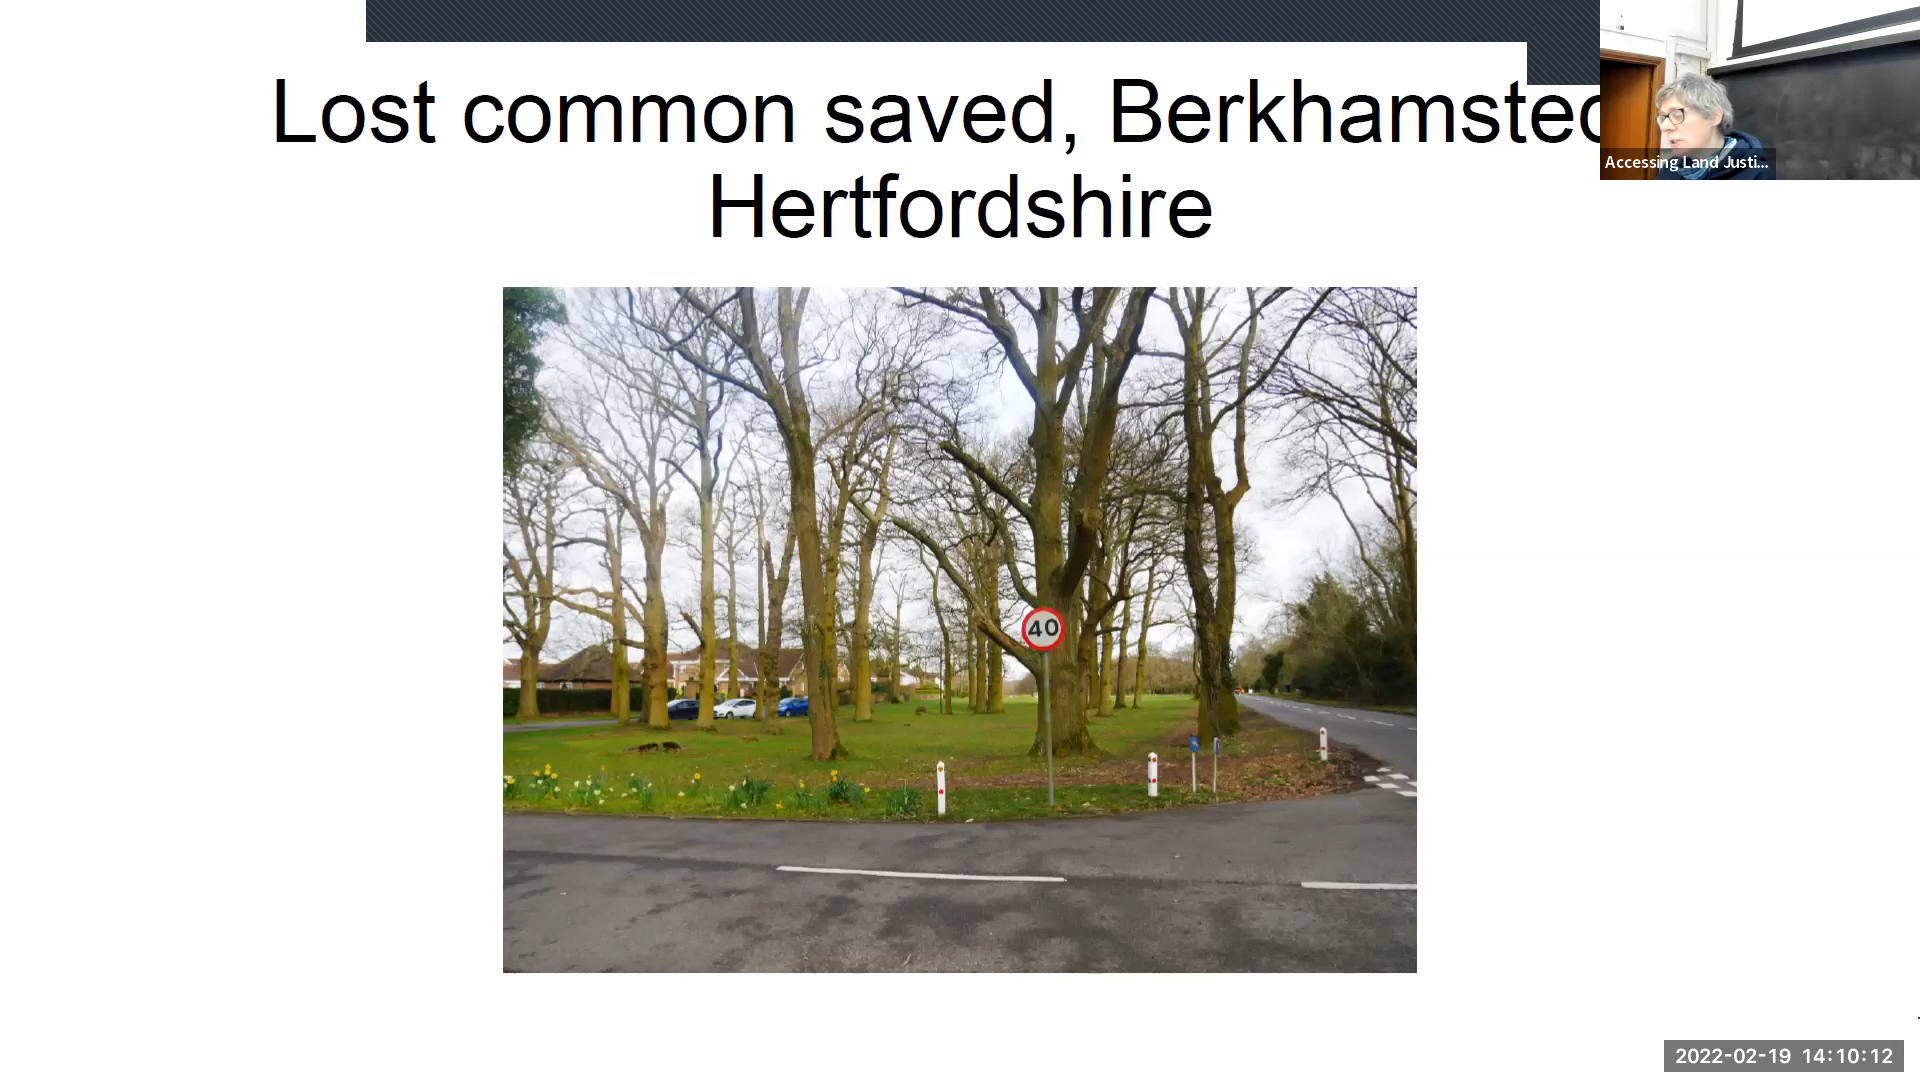 Lost common saved, Berkhamsted
Hertfordshire
Accessing Land Justi...
40
2022-02-19 14:10:12